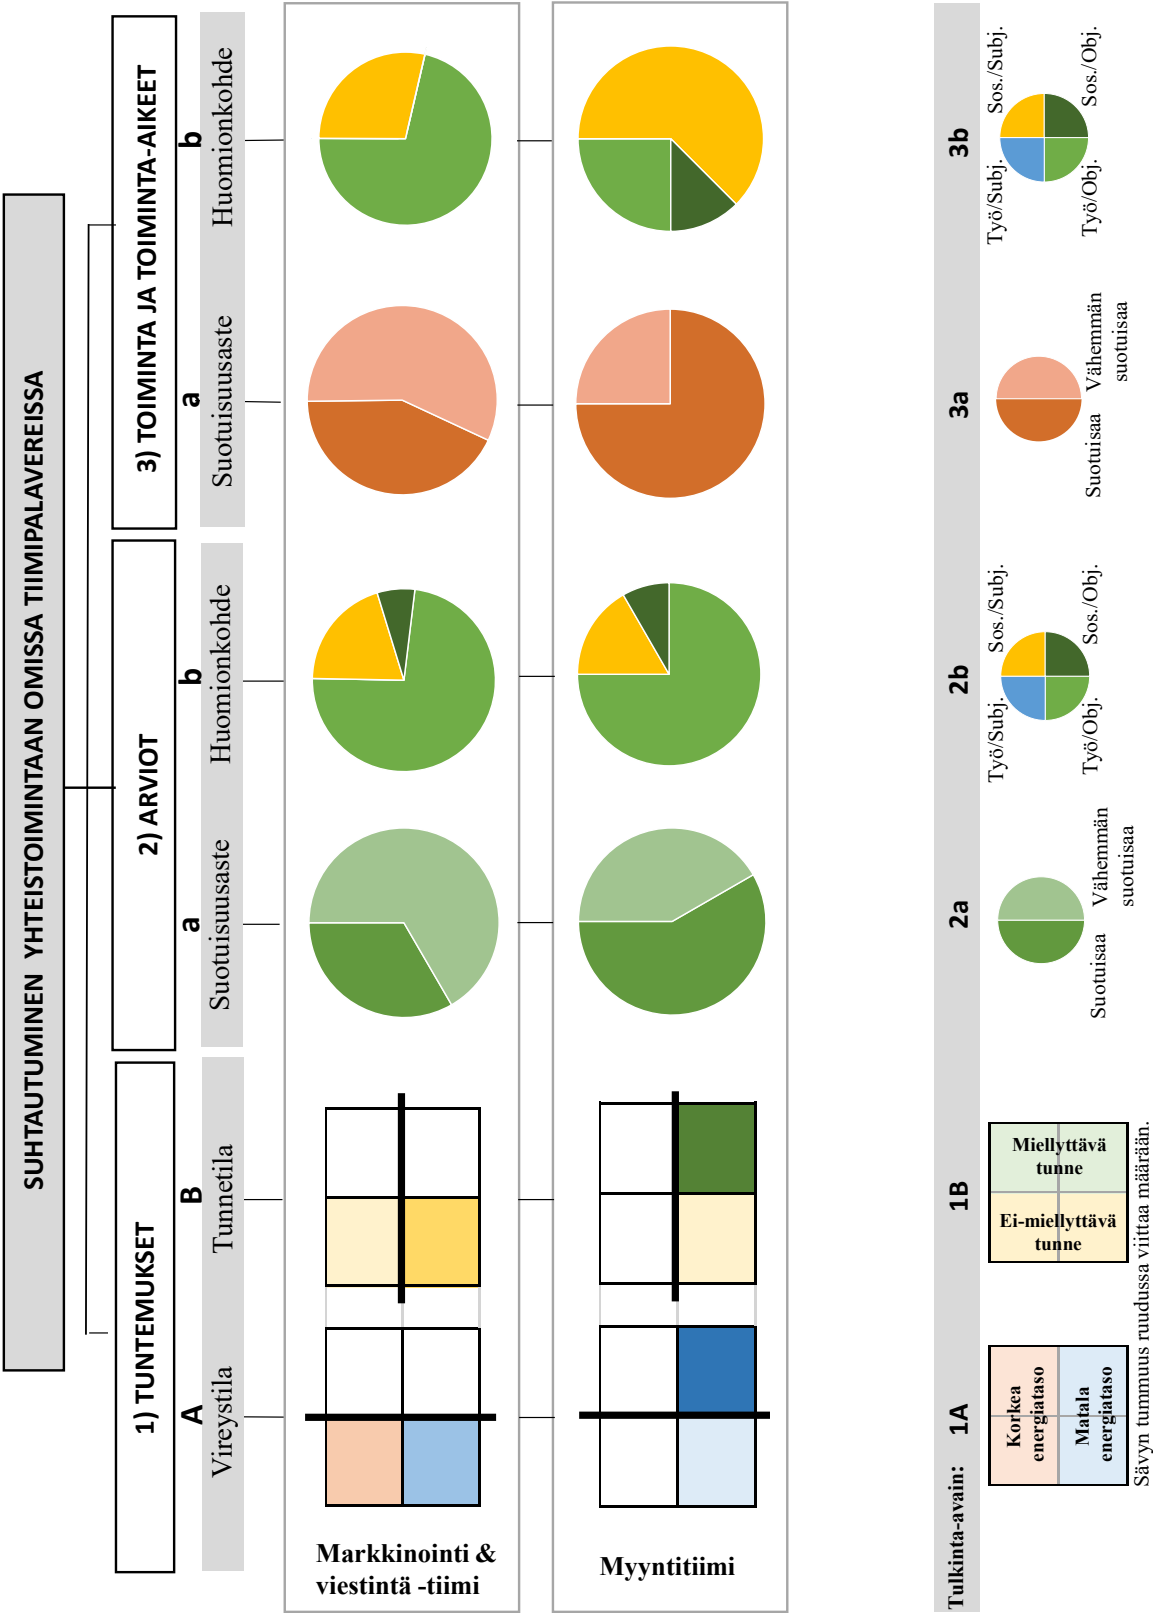 SUHTAUTUMINEN YHTEISTOIMINTAAN OMISSA TIIMIPALAVEREISSA
1) TUNTEMUKSET
2) ARVIOT
3) TOIMINTA JA TOIMINTA-AIKEET
A
B
a
b
a
b
Vireystila
Tunnetila
Suotuisuusaste
Huomionkohde
Suotuisuusaste
Huomionkohde
Markkinointi &
viestintä -tiimi
Myyntitiimi
Tulkinta-avain:
1A
1B
2a
2b
3a
3b
Korkea
energiataso
Matala
energiataso
Ei-miellyttävä
tunne
Miellyttävä
tunne
Sävyn tummuus ruudussa viittaa määrään.
Suotuisaa
Vähemmän
suotuisaa
Työ/Subj.
Sos./Subj.
Työ/Obj.
Sos./Obj.
Suotuisaa
Vähemmän
suotuisaa
Työ/Subj.
Sos./Subj.
Työ/Obj.
Sos./Obj.